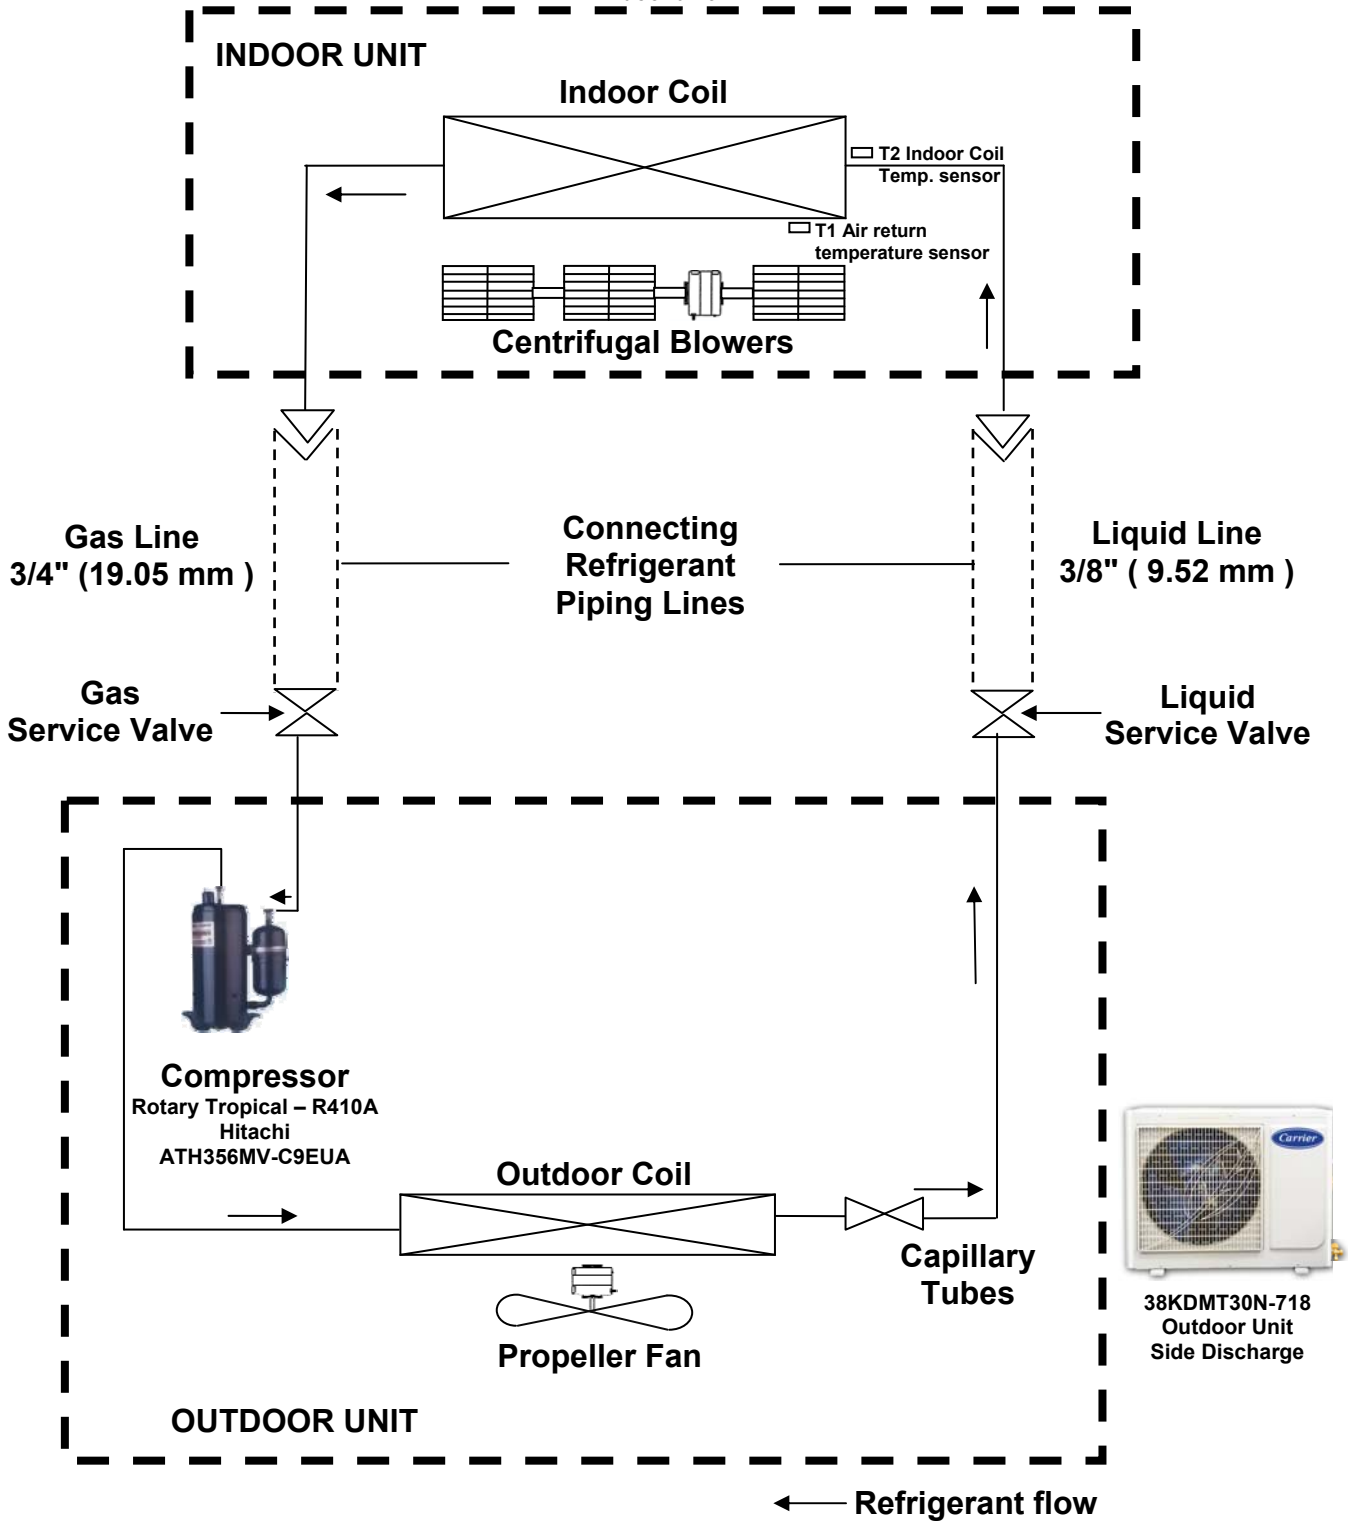 INDOOR UNIT
Indoor Coil
T2 Indoor Coil
Temp. sensor
T1 Air return
temperature sensor
Centrifugal Blowers
Gas Line
3/4" (19.05 mm )
Connecting
Refrigerant
Piping Lines
Liquid Line
3/8" ( 9.52 mm )
Gas
Service Valve
Liquid
Service Valve
Compressor
Rotary Tropical – R410A
Hitachi
ATH356MV-C9EUA
Outdoor Coil
Capillary
Tubes
Propeller Fan
Carrier
38KDMT30N-718
Outdoor Unit
Side Discharge
OUTDOOR UNIT
Refrigerant flow